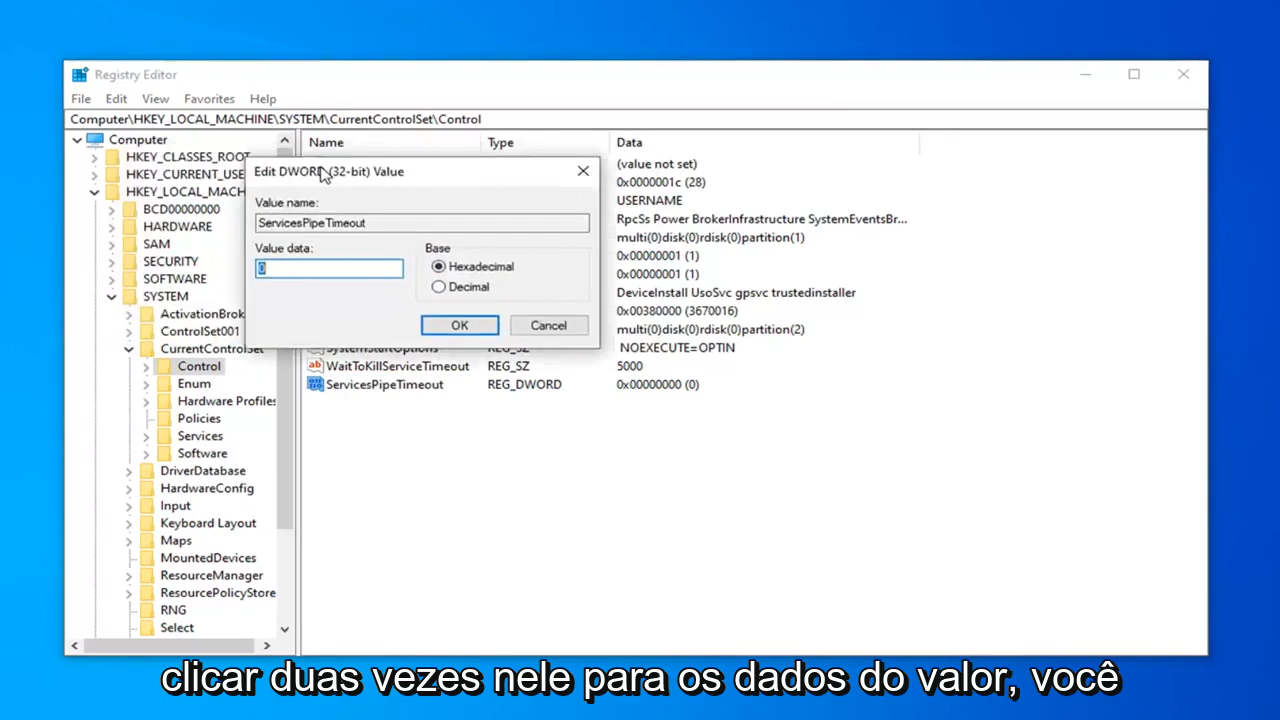 Registry Editor
File Edit View Favorites Help
Computer\HKEY_LOCAL_MACHINE\SYSTEM\CurrentControlSet\Control
Computer
HKEY_CLASSES_ROOT
HKEY_CURRENT_USE
HKEY_LOCAL_MACH
BCD00000000
HARDWARE
SAM
SECURITY
SOFTWARE
SYSTEM
ActivationBrok
ControlSet001
CurrentControlSet
Control
Enum
Hardware Profiles
Policies
Services
Software
DriverDatabase
HardwareConfig
Input
Keyboard Layout
Maps
MountedDevices
ResourceManager
ResourcePolicyStore
RNG
Select
Name Type Data
(value not set)
0x0000001c (28)
USERNAME
RpcSs Power BrokerInfrastructure SystemEventsBr...
multi(0)disk(0)rdisk(0)partition(1)
0x00000001 (1)
0x00000001 (1)
DeviceInstall UsoSvc gpsvc trustedinstaller
0x00380000 (3670016)
multi(0)disk(0)rdisk(0)partition(2)
SystemStartOptions REG_SZ NOEXECUTE=OPTIN
WaitToKillServiceTimeout REG_SZ 5000
ServicesPipeTimeout REG_DWORD 0x00000000 (0)
Edit DWORD (32-bit) Value
Value name:
ServicesPipeTimeout
Value data:
0
Base
Hexadecimal
Decimal
OK Cancel
clicar duas vezes nele para os dados do valor, você